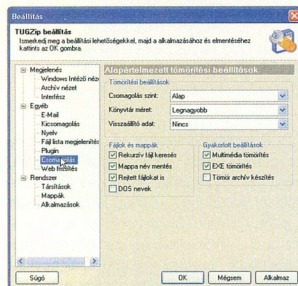 Beállítás
TUGZip beállítás
Ismerkedj meg a beállítási lehetőségekkel, majd a alkalmazásához és elmentéséhez
kattints az OK gombra.
Megjelenés
Windows Intéző néz
Archív nézet
Interfész
Egyéb
E-Mail
Kicsomagolás
Nyelv
Fájl lista megjelenítés
Plugin
Csomagolás
Web frissítés
Rendszer
Társítások
Mappák
Alkalmazások
Alapértelmezett tömörítési beállítások
Tömörítési beállítások
Csomagolás szint: Alap
Könyvtár méret: Legnagyobb
Visszaállító adat: Nincs
Fájlok és mappák
Rekurzív fájl keresés
Mappa név mentés
Rejtett fájlokat is
DOS nevek
Gyakorlott beállítások
Multimédia tömörítés
EXE tömörítés
Tömör archív készítés
Súgó
OK
Mégsem
Alkalmaz